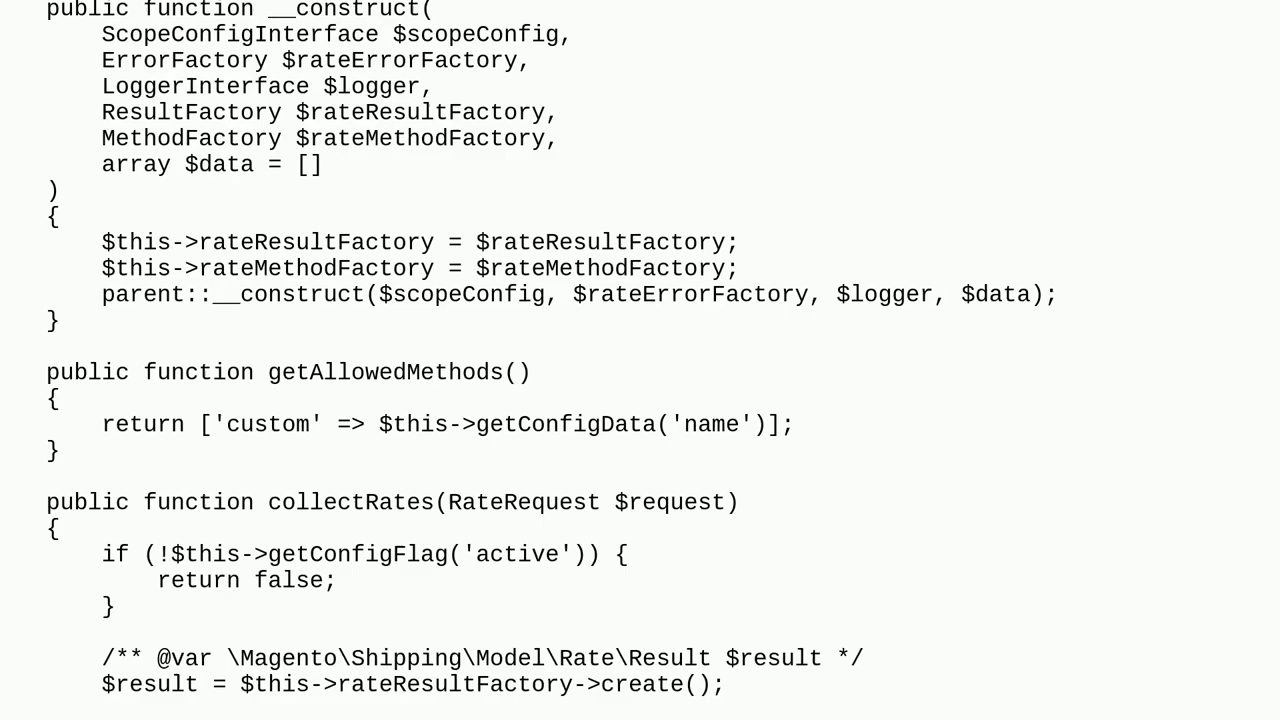 public function __construct(
ScopeConfigInterface $scopeConfig,
ErrorFactory $rateErrorFactory,
LoggerInterface $logger,
ResultFactory $rateResultFactory,
MethodFactory $rateMethodFactory,
array $data = []
)
{
$this->rateResultFactory = $rateResultFactory;
$this->rateMethodFactory = $rateMethodFactory;
parent::__construct($scopeConfig, $rateErrorFactory, $logger, $data);
}
public function getAllowedMethods()
{
return ['custom' => $this->getConfigData('name')];
}
public function collectRates(RateRequest $request)
{
if (!$this->getConfigFlag('active')) {
return false;
}
/** @var \Magento\Shipping\Model\Rate\Result $result */
$result = $this->rateResultFactory->create();